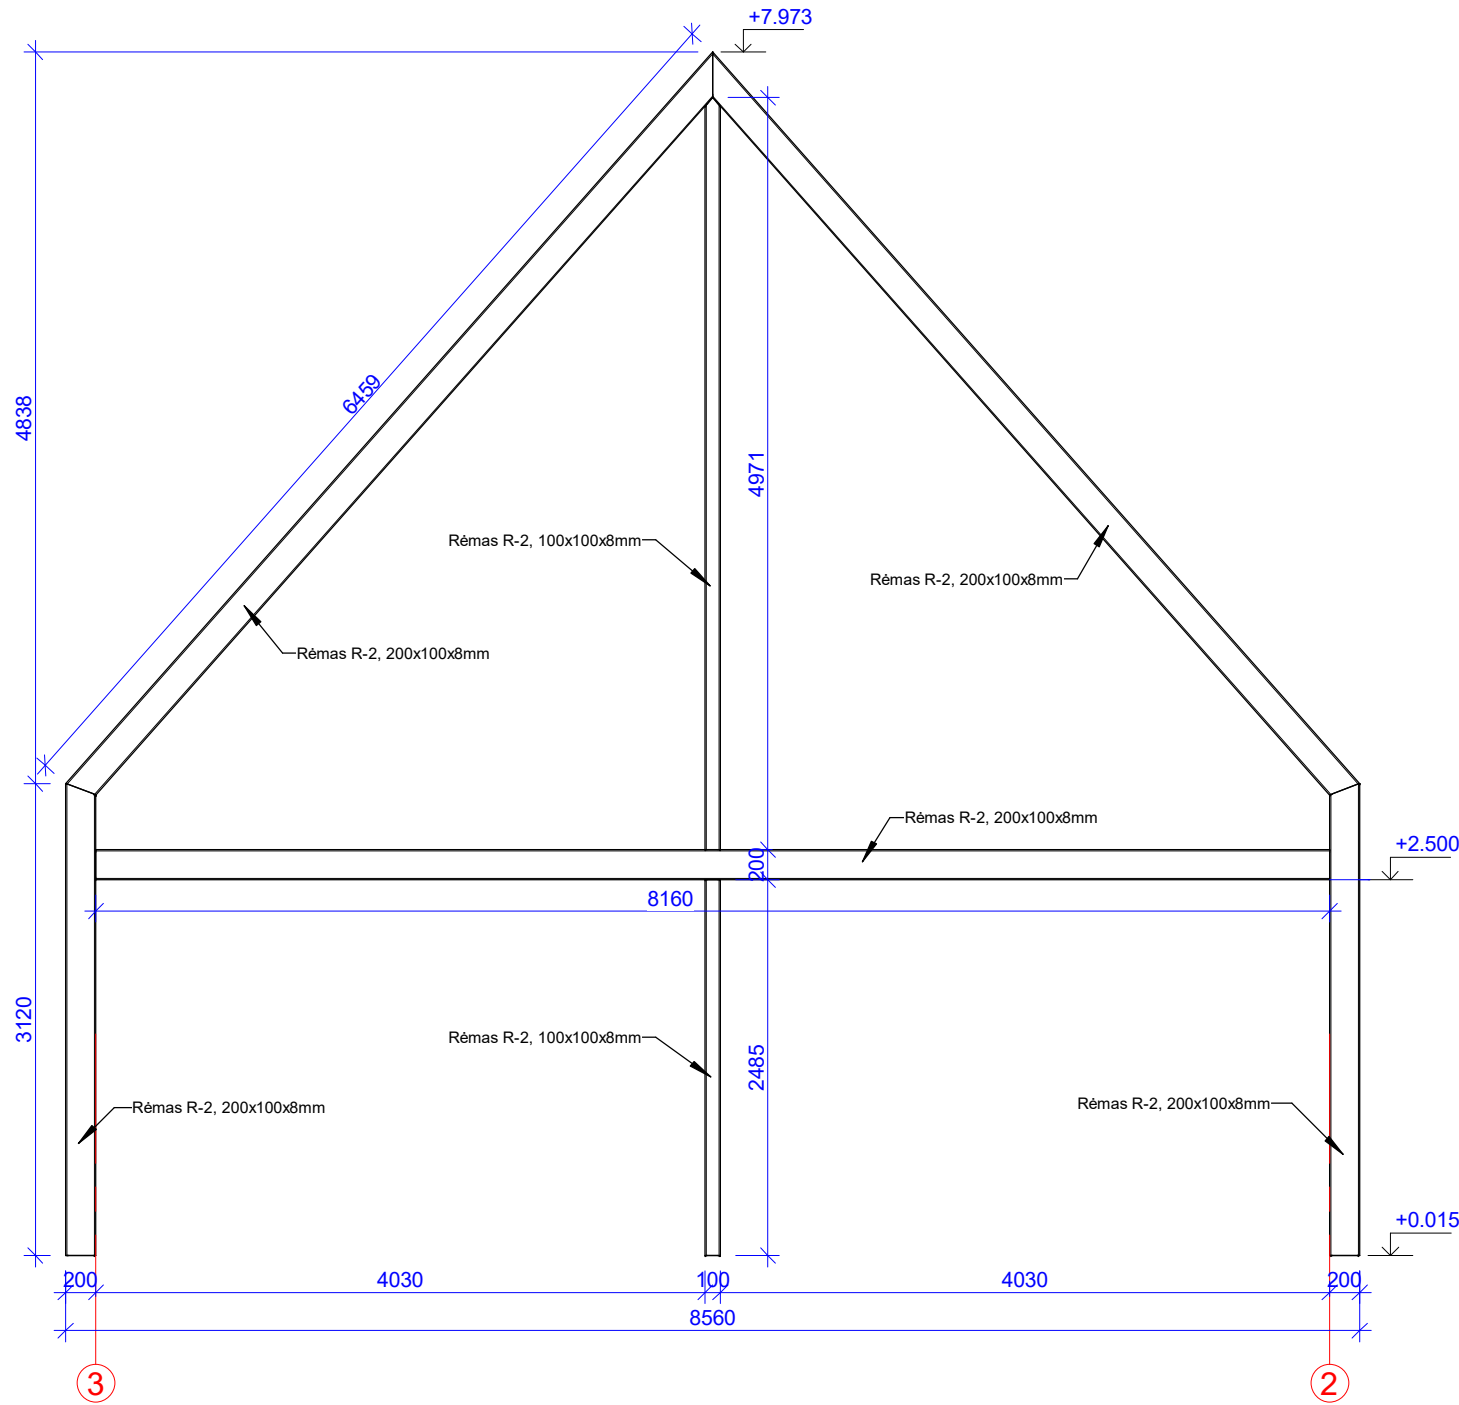 +7.973
6459
4838
4971
Rėmas R-2, 100x100x8mm
Rėmas R-2, 200x100x8mm
Rėmas R-2, 200x100x8mm
Rėmas R-2, 200x100x8mm
+2.500
200
8160
3120
Rėmas R-2, 100x100x8mm
2485
Rėmas R-2, 200x100x8mm
Rėmas R-2, 200x100x8mm
+0.015
200 4030 100 4030 200
8560
3 2